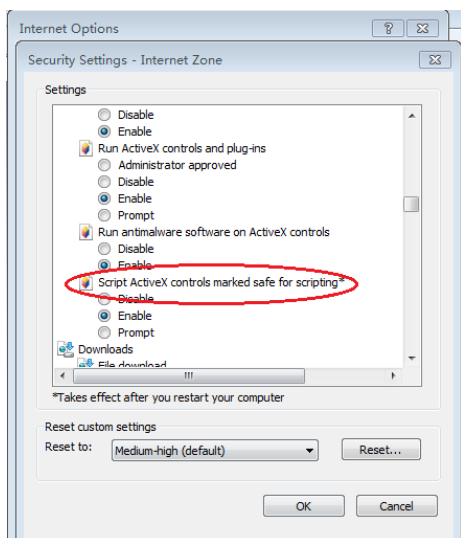 Internet Options
Security Settings - Internet Zone
Settings
Disable
Enable
Run ActiveX controls and plug-ins
Administrator approved
Disable
Enable
Prompt
Run antimalware software on ActiveX controls
Disable
Enable
Script ActiveX controls marked safe for scripting*
Disable
Enable
Prompt
Downloads
File download
*Takes effect after you restart your computer
Reset custom settings
Reset to: Medium-high (default) Reset...
OK Cancel